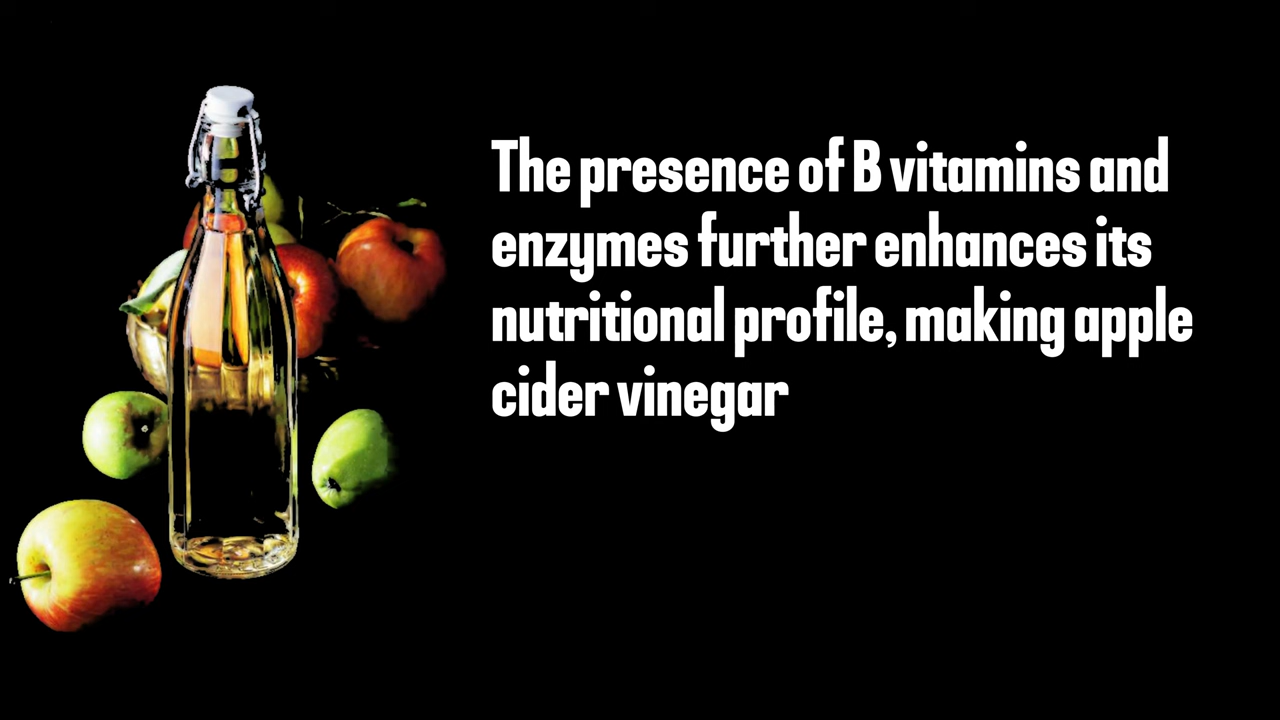 The presence of B vitamins and
enzymes further enhances its
nutritional profile, making apple
cider vinegar